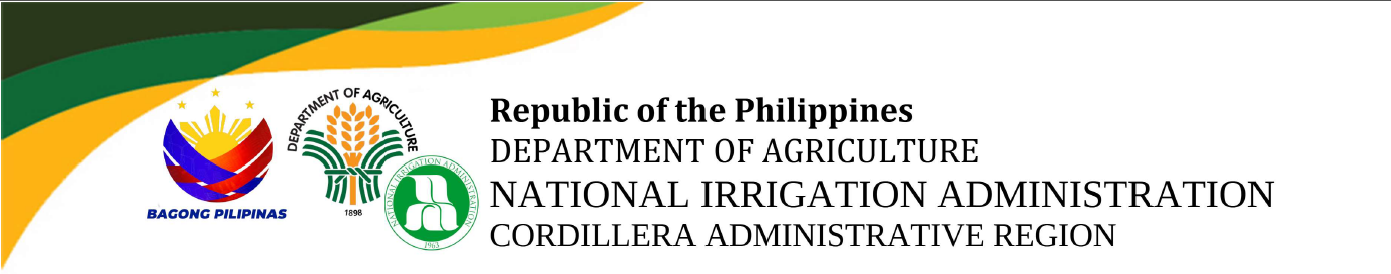 BAGONG PILIPINAS
DEPARTMENT OF AGRICULTURE
1898
NATIONAL IRRIGATION ADMINISTRATION
1963
Republic of the Philippines
DEPARTMENT OF AGRICULTURE
NATIONAL IRRIGATION ADMINISTRATION
CORDILLERA ADMINISTRATIVE REGION